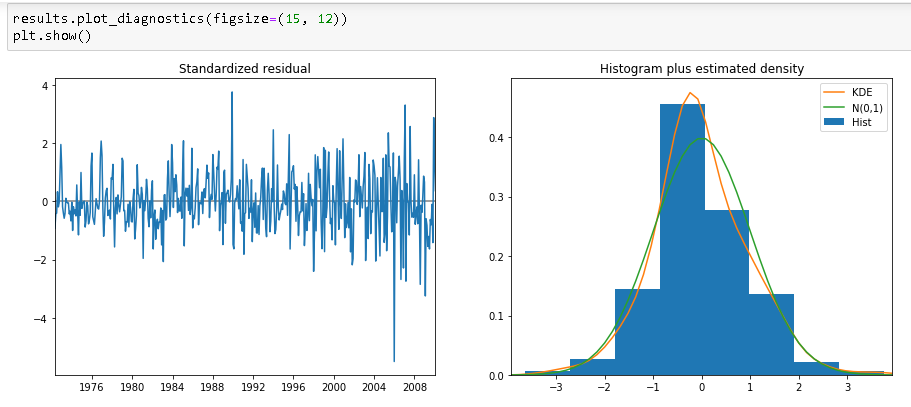 results.plot_diagnostics(figsize=(15, 12))
plt.show()
Standardized residual
4
2
0
−2
−4
1976 1980 1984 1988 1992 1996 2000 2004 2008
Histogram plus estimated density
KDE
N(0,1)
Hist
0.4
0.3
0.2
0.1
0.0
−3 −2 −1 0 1 2 3